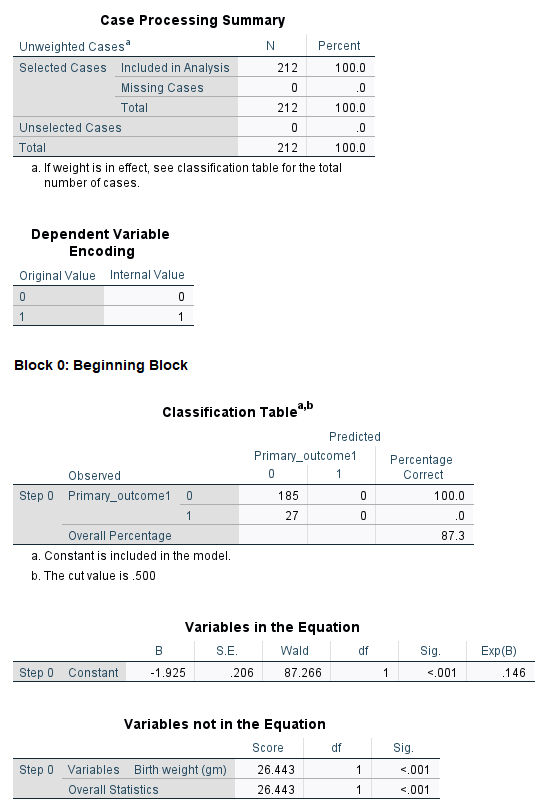 Case Processing Summary
Unweighted Cases^a N Percent
Selected Cases Included in Analysis 212 100.0
Missing Cases 0 .0
Total 212 100.0
Unselected Cases 0 .0
Total 212 100.0
a. If weight is in effect, see classification table for the total
number of cases.
Dependent Variable
Encoding
Original Value Internal Value
0 0
1 1
Block 0: Beginning Block
Classification Table^a,b
Predicted
Primary_outcome1 Percentage
Observed 0 1 Correct
Step 0 Primary_outcome1 0 185 0 100.0
1 27 0 .0
Overall Percentage 87.3
a. Constant is included in the model.
b. The cut value is .500
Variables in the Equation
B S.E. Wald df Sig. Exp(B)
Step 0 Constant -1.925 .206 87.266 1 <.001 .146
Variables not in the Equation
Score df Sig.
Step 0 Variables Birth weight (gm) 26.443 1 <.001
Overall Statistics 26.443 1 <.001